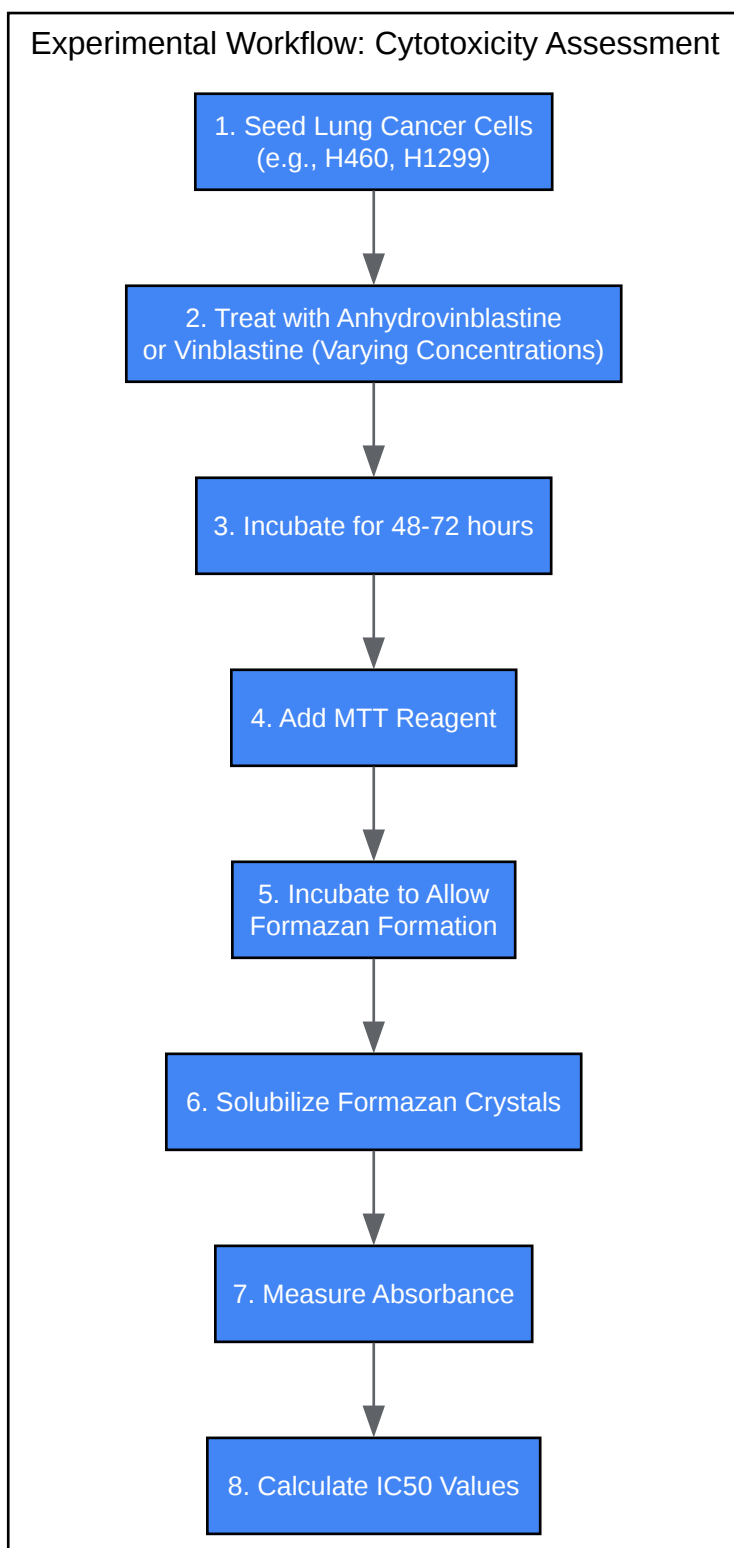 Experimental Workflow: Cytotoxicity Assessment
1. Seed Lung Cancer Cells
(e.g., H460, H1299)
2. Treat with Anhydrovinblastine
or Vinblastine (Varying Concentrations)
3. Incubate for 48-72 hours
4. Add MTT Reagent
5. Incubate to Allow
Formazan Formation
6. Solubilize Formazan Crystals
7. Measure Absorbance
8. Calculate IC50 Values